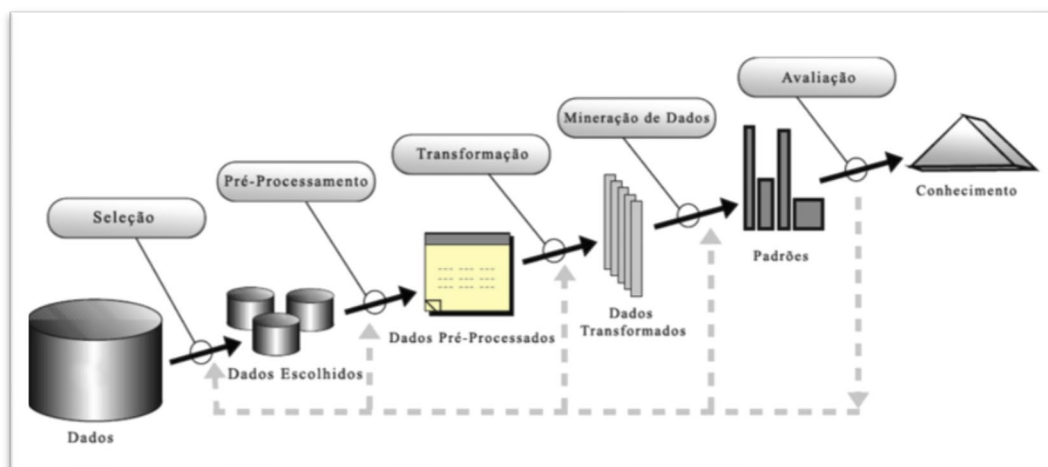 Avaliação
Mineração de Dados
Transformação
Pré-Processamento
Seleção
Conhecimento
Padrões
Dados
Transformados
Dados Pré-Processados
Dados Escolhidos
Dados